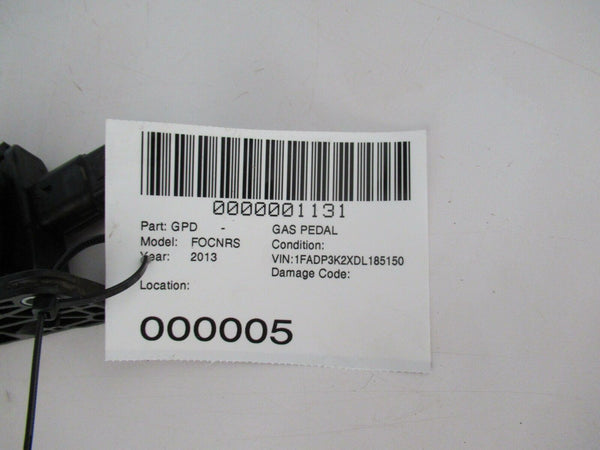 0000001131
Part: GPD - GAS PEDAL
Model: FOCNRS Condition:
Year: 2013 VIN:1FADP3K2XDL185150
Damage Code:
Location:
000005